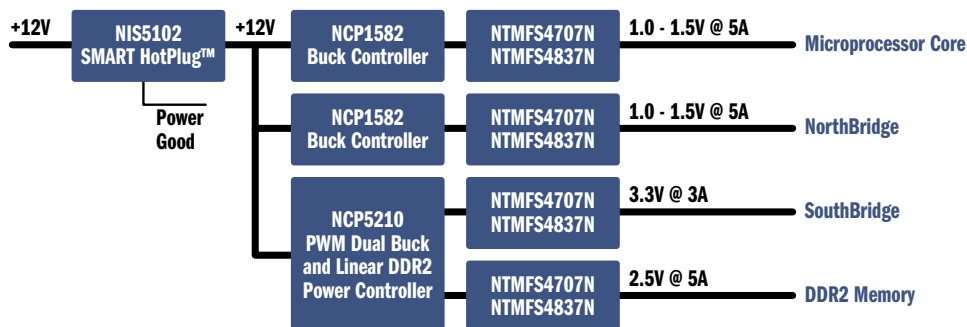 +12V
NIS5102
SMART HotPlug™
Power
Good
+12V
NCP1582
Buck Controller
NTMFS4707N
NTMFS4837N
1.0 - 1.5V @ 5A
Microprocessor Core
NCP1582
Buck Controller
NTMFS4707N
NTMFS4837N
1.0 - 1.5V @ 5A
NorthBridge
NCP5210
PWM Dual Buck
and Linear DDR2
Power Controller
NTMFS4707N
NTMFS4837N
3.3V @ 3A
SouthBridge
NTMFS4707N
NTMFS4837N
2.5V @ 5A
DDR2 Memory